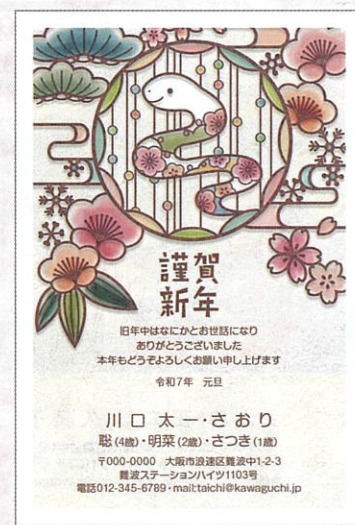 謹賀
新年
旧年中はなにかとお世話になり
ありがとうございました
本年もどうぞよろしくお願い申し上げます
令和7年 元旦
川口 太一・さおり
聡(4歳)・明菜(2歳)・さつき(1歳)
〒000-0000 大阪市浪速区難波中1-2-3
難波ステーションハイツ1103号
電話012-345-6789・mail:taichi@kawaguchi.jp